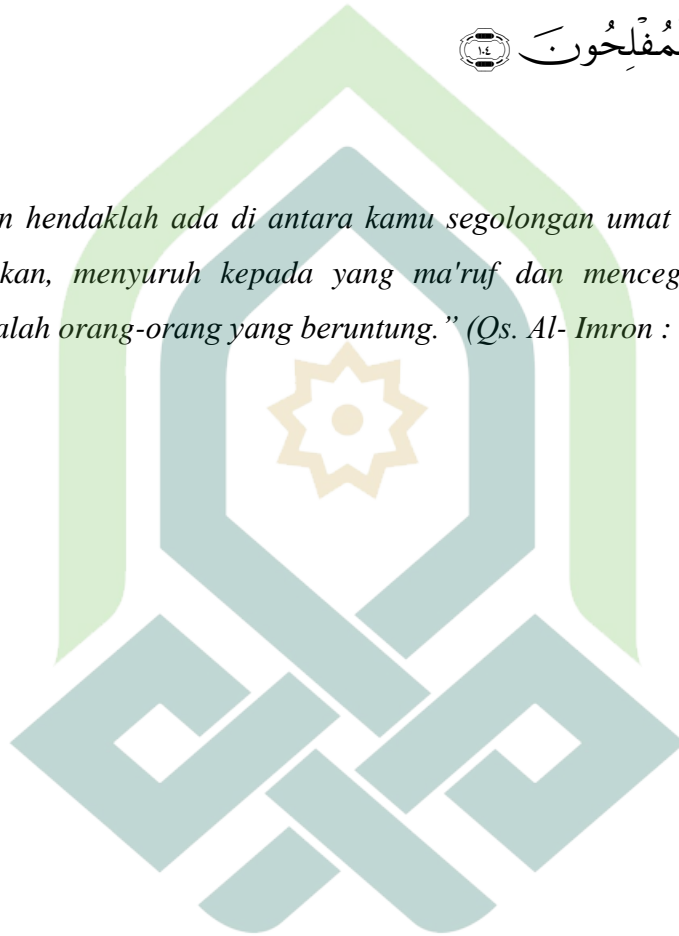 ـمُفْلِحُونَ ۝١٠٤
n hendaklah ada di antara kamu segolongan umat
kan, menyuruh kepada yang ma'ruf dan menceg
alah orang-orang yang beruntung.” (Qs. Al- Imron :